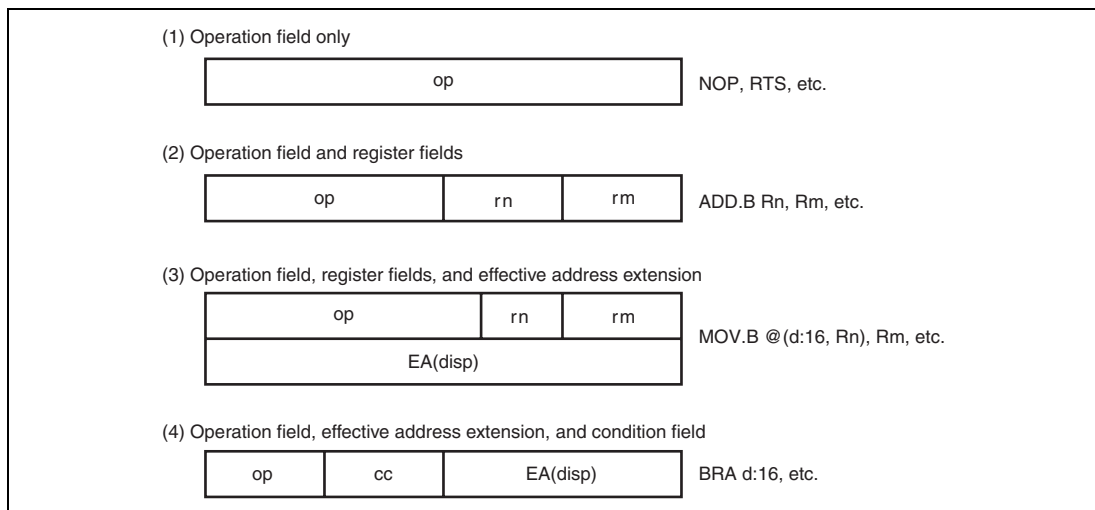 (1) Operation field only
op
NOP, RTS, etc.
(2) Operation field and register fields
op rn rm
ADD.B Rn, Rm, etc.
(3) Operation field, register fields, and effective address extension
op rn rm
EA(disp)
MOV.B @(d:16, Rn), Rm, etc.
(4) Operation field, effective address extension, and condition field
op cc EA(disp)
BRA d:16, etc.